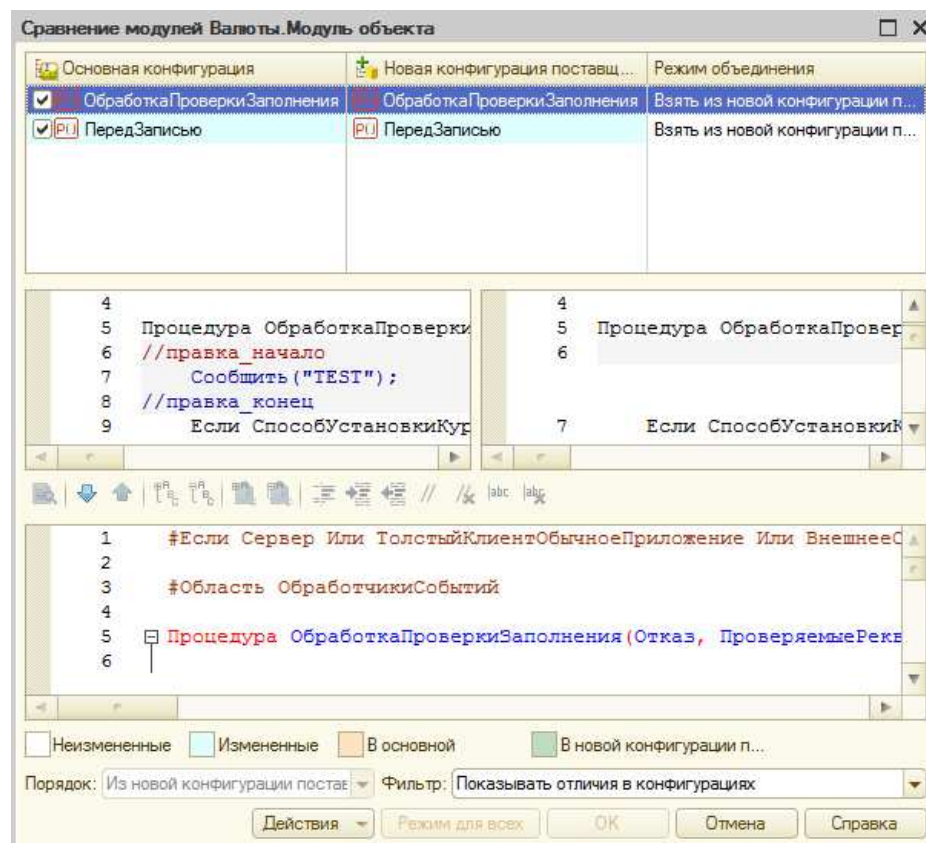 Сравнение модулей Валюты.Модуль объекта
Основная конфигурация Новая конфигурация поставщ... Режим объединения
ОбработкаПроверкиЗаполнения ОбработкаПроверкиЗаполнения Взять из новой конфигурации п...
P() ПередЗаписью P() ПередЗаписью Взять из новой конфигурации п...
4 4
5 Процедура ОбработкаПроверки 5 Процедура ОбработкаПровер
6 //правка_начало 6
7 Сообщить("TEST");
8 //правка_конец
9 Если СпособУстановкиКур 7 Если СпособУстановкиК
1 #Если Сервер Или ТолстыйКлиентОбычноеПриложение Или ВнешнееС
2
3 #Область ОбработчикиСобытий
4
5 Процедура ОбработкаПроверкиЗаполнения(Отказ, ПроверяемыеРекв
6
Неизмененные Измененные В основной В новой конфигурации п...
Порядок: Из новой конфигурации постав Фильтр: Показывать отличия в конфигурациях
Действия Режим для всех ОК Отмена Справка